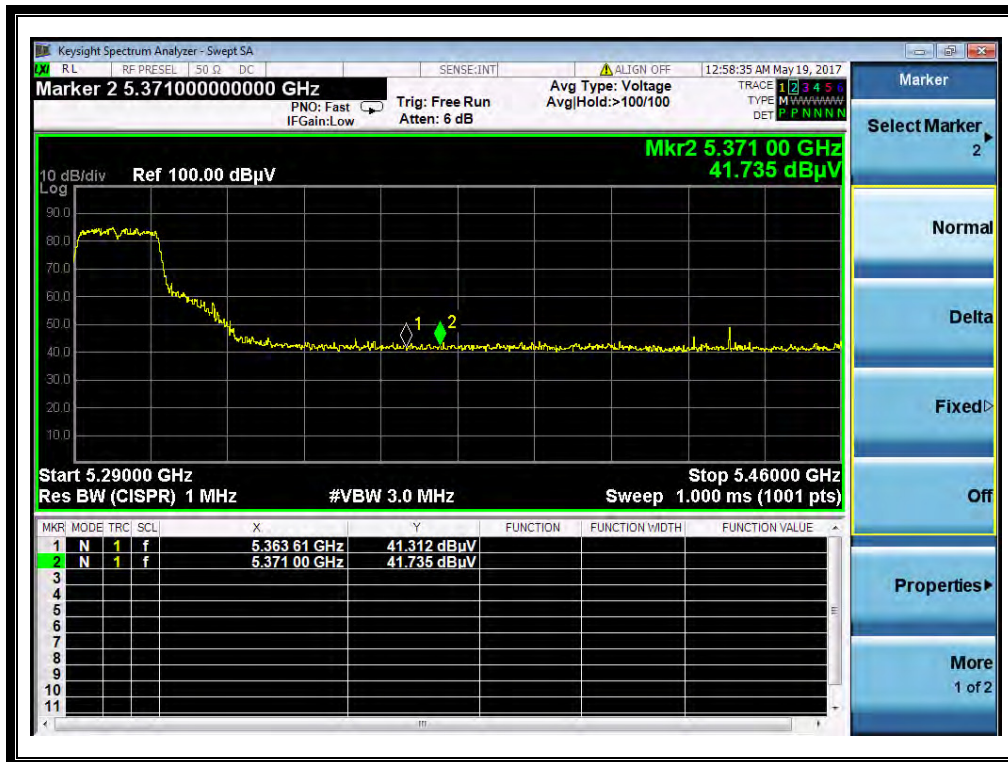 Keysight Spectrum Analyzer - Swept SA
LXI RL RF PRESEL 50 Ω DC SENSE:INT ALIGN OFF 12:58:35 AM May 19, 2017
Marker 2 5.371000000000 GHz
PNO: Fast
IFGain:Low
Trig: Free Run
Atten: 6 dB
Avg Type: Voltage
Avg|Hold:>100/100
TRACE 1 2 3 4 5 6
TYPE M W W W W W
DET P P N N N N
Mkr2 5.371 00 GHz
41.735 dBµV
10 dB/div Ref 100.00 dBµV
Log
90.0
80.0
70.0
60.0
50.0
40.0
30.0
20.0
10.0
1
2
Start 5.29000 GHz Stop 5.46000 GHz
Res BW (CISPR) 1 MHz #VBW 3.0 MHz Sweep 1.000 ms (1001 pts)
MKR MODE TRC SCL X Y FUNCTION FUNCTION WIDTH FUNCTION VALUE
1 N 1 f 5.363 61 GHz 41.312 dBµV
2 N 1 f 5.371 00 GHz 41.735 dBµV
3
4
5
6
7
8
9
10
11
Marker
Select Marker
2
Normal
Delta
Fixed
Off
Properties
More
1 of 2